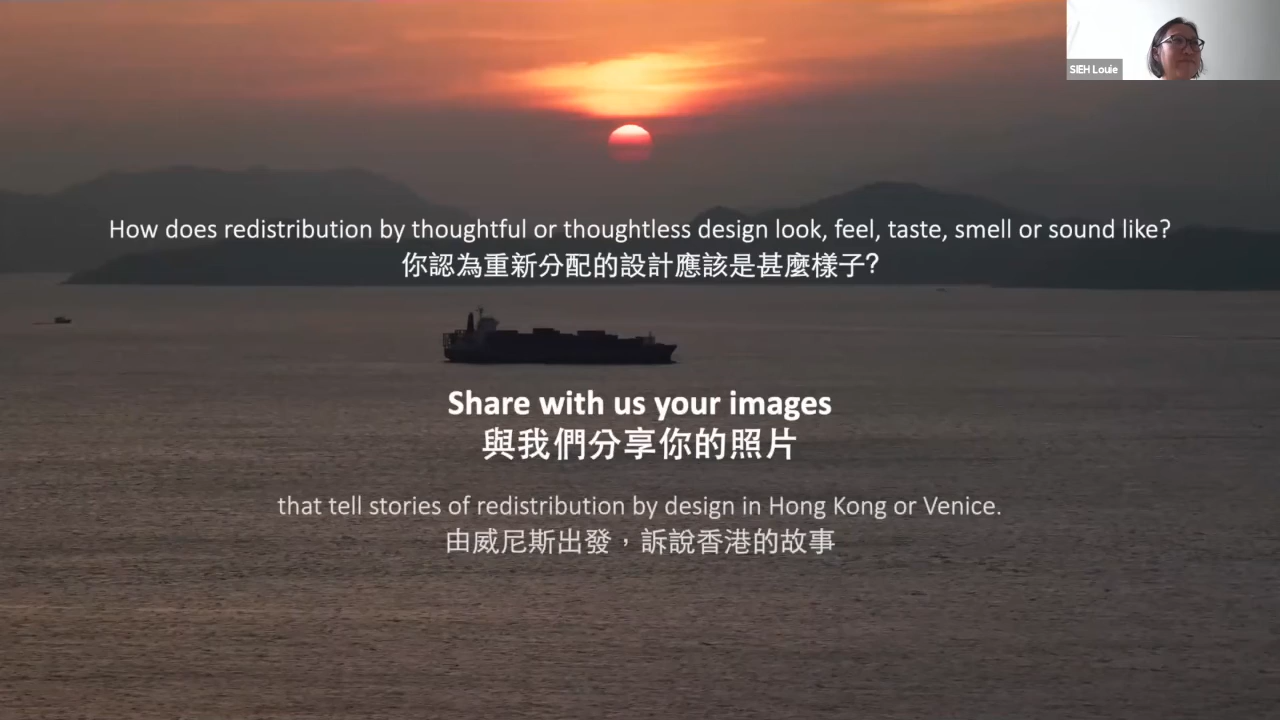 SIEH Louie
How does redistribution by thoughtful or thoughtless design look, feel, taste, smell or sound like?
你認為重新分配的設計應該是甚麼樣子?
Share with us your images
與我們分享你的照片
that tell stories of redistribution by design in Hong Kong or Venice.
由威尼斯出發，訴說香港的故事